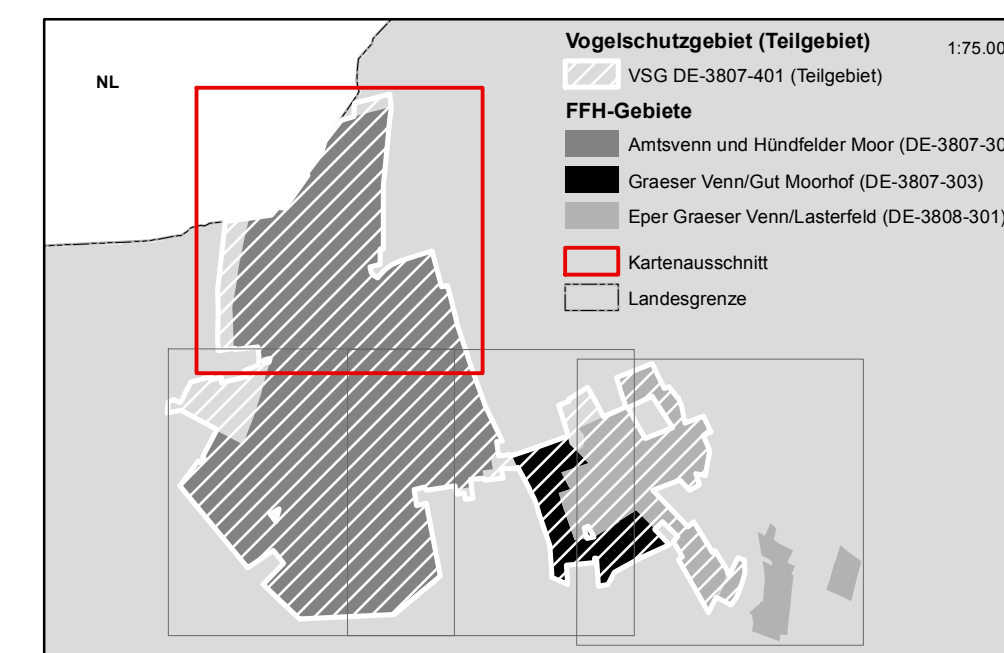 Vogelschutzgebiet (Teilgebiet)
1:75.00
NL
VSG DE-3807-401 (Teilgebiet)
FFH-Gebiete
Amtsvenn und Hündfelder Moor (DE-3807-30
Graeser Venn/Gut Moorhof (DE-3807-303)
Eper Graeser Venn/Lasterfeld (DE-3808-301)
Kartenausschnitt
Landesgrenze